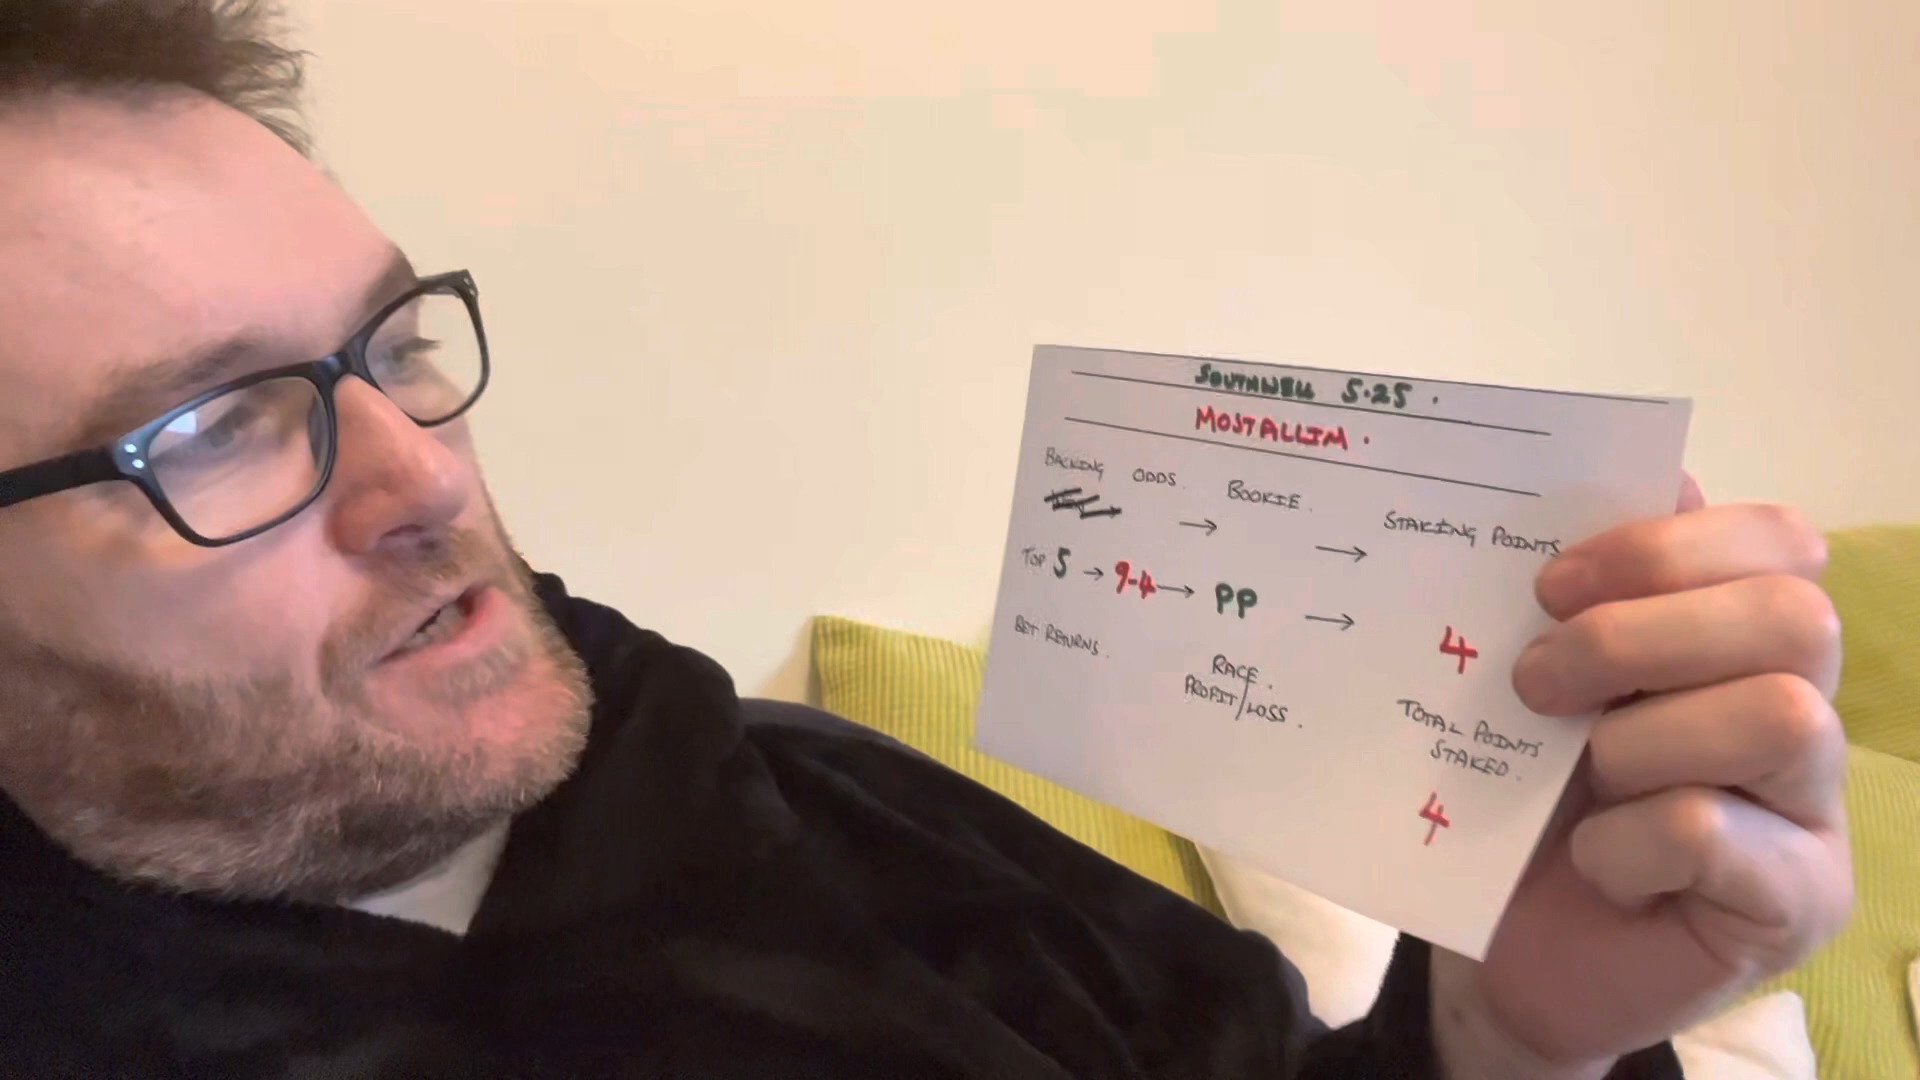 SOUTHWELL 5.25 .
MOSTALLIM .
BACKING ODDS. BOOKIE. STAKING POINTS
→ →
TOP 5 → 9-4 → PP → 4
BET RETURNS. RACE. PROFIT/LOSS. TOTAL POINTS STAKED.
4